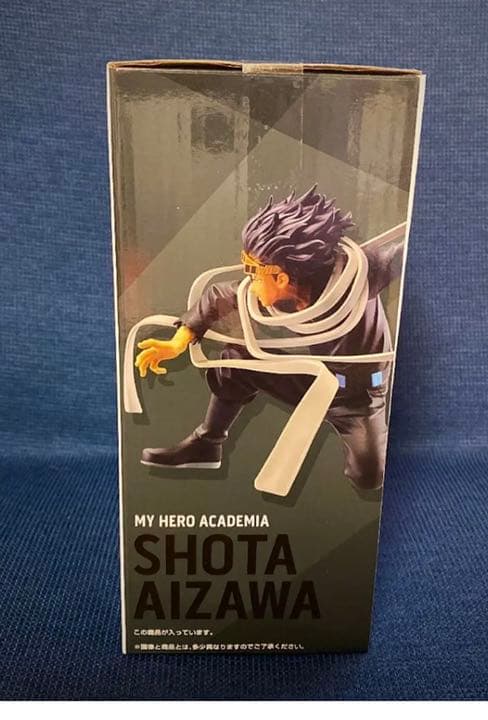 MY HERO ACADEMIA
SHOTA
AIZAWA
この商品が入っています。
※画像と商品とは、多少異なりますのでご了承ください。